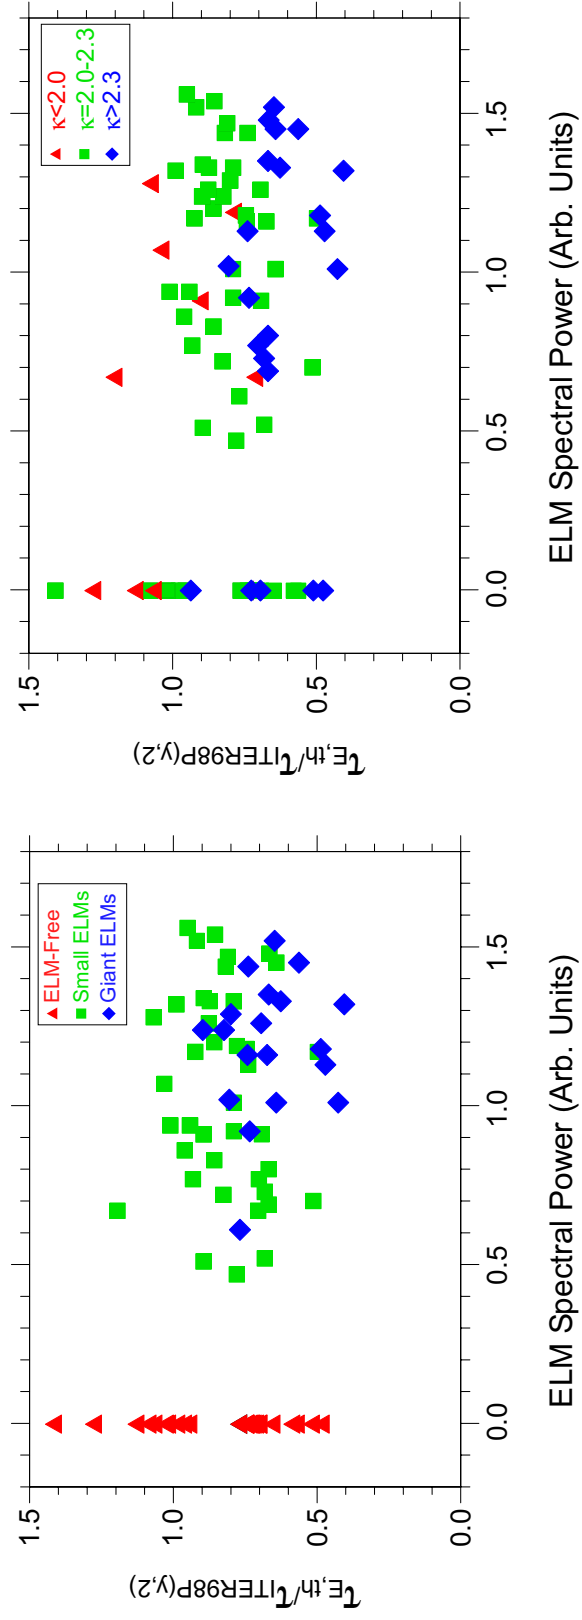 1.5
1.0
0.5
0.0
τE,th/τITER98P(y,2)
ELM-Free
Small ELMs
Giant ELMs
0.0 0.5 1.0 1.5
ELM Spectral Power (Arb. Units)
1.5
1.0
0.5
0.0
τE,th/τITER98P(y,2)
κ<2.0
κ=2.0-2.3
κ>2.3
0.0 0.5 1.0 1.5
ELM Spectral Power (Arb. Units)